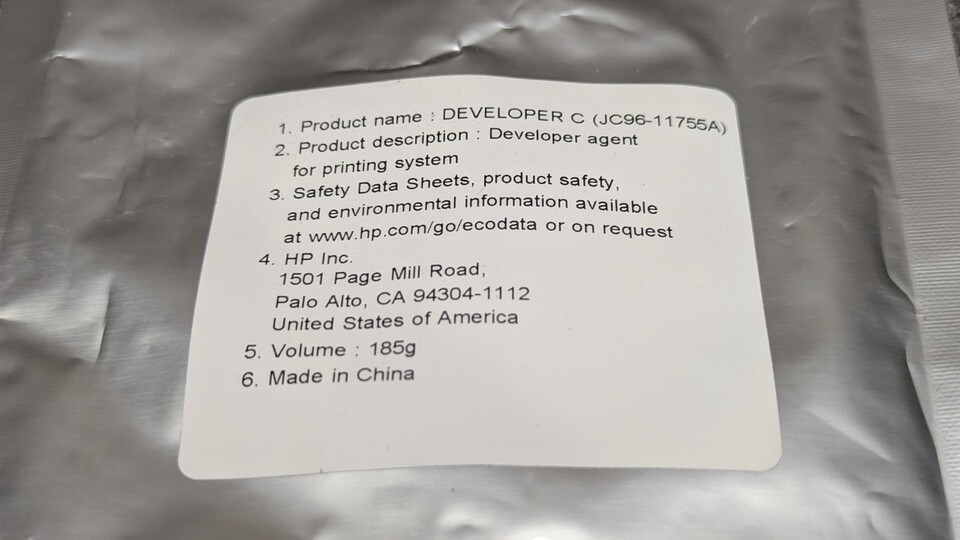 1. Product name : DEVELOPER C (JC96-11755A)
2. Product description : Developer agent
for printing system
3. Safety Data Sheets, product safety,
and environmental information available
at www.hp.com/go/ecodata or on request
4. HP Inc.
1501 Page Mill Road,
Palo Alto, CA 94304-1112
United States of America
5. Volume : 185g
6. Made in China